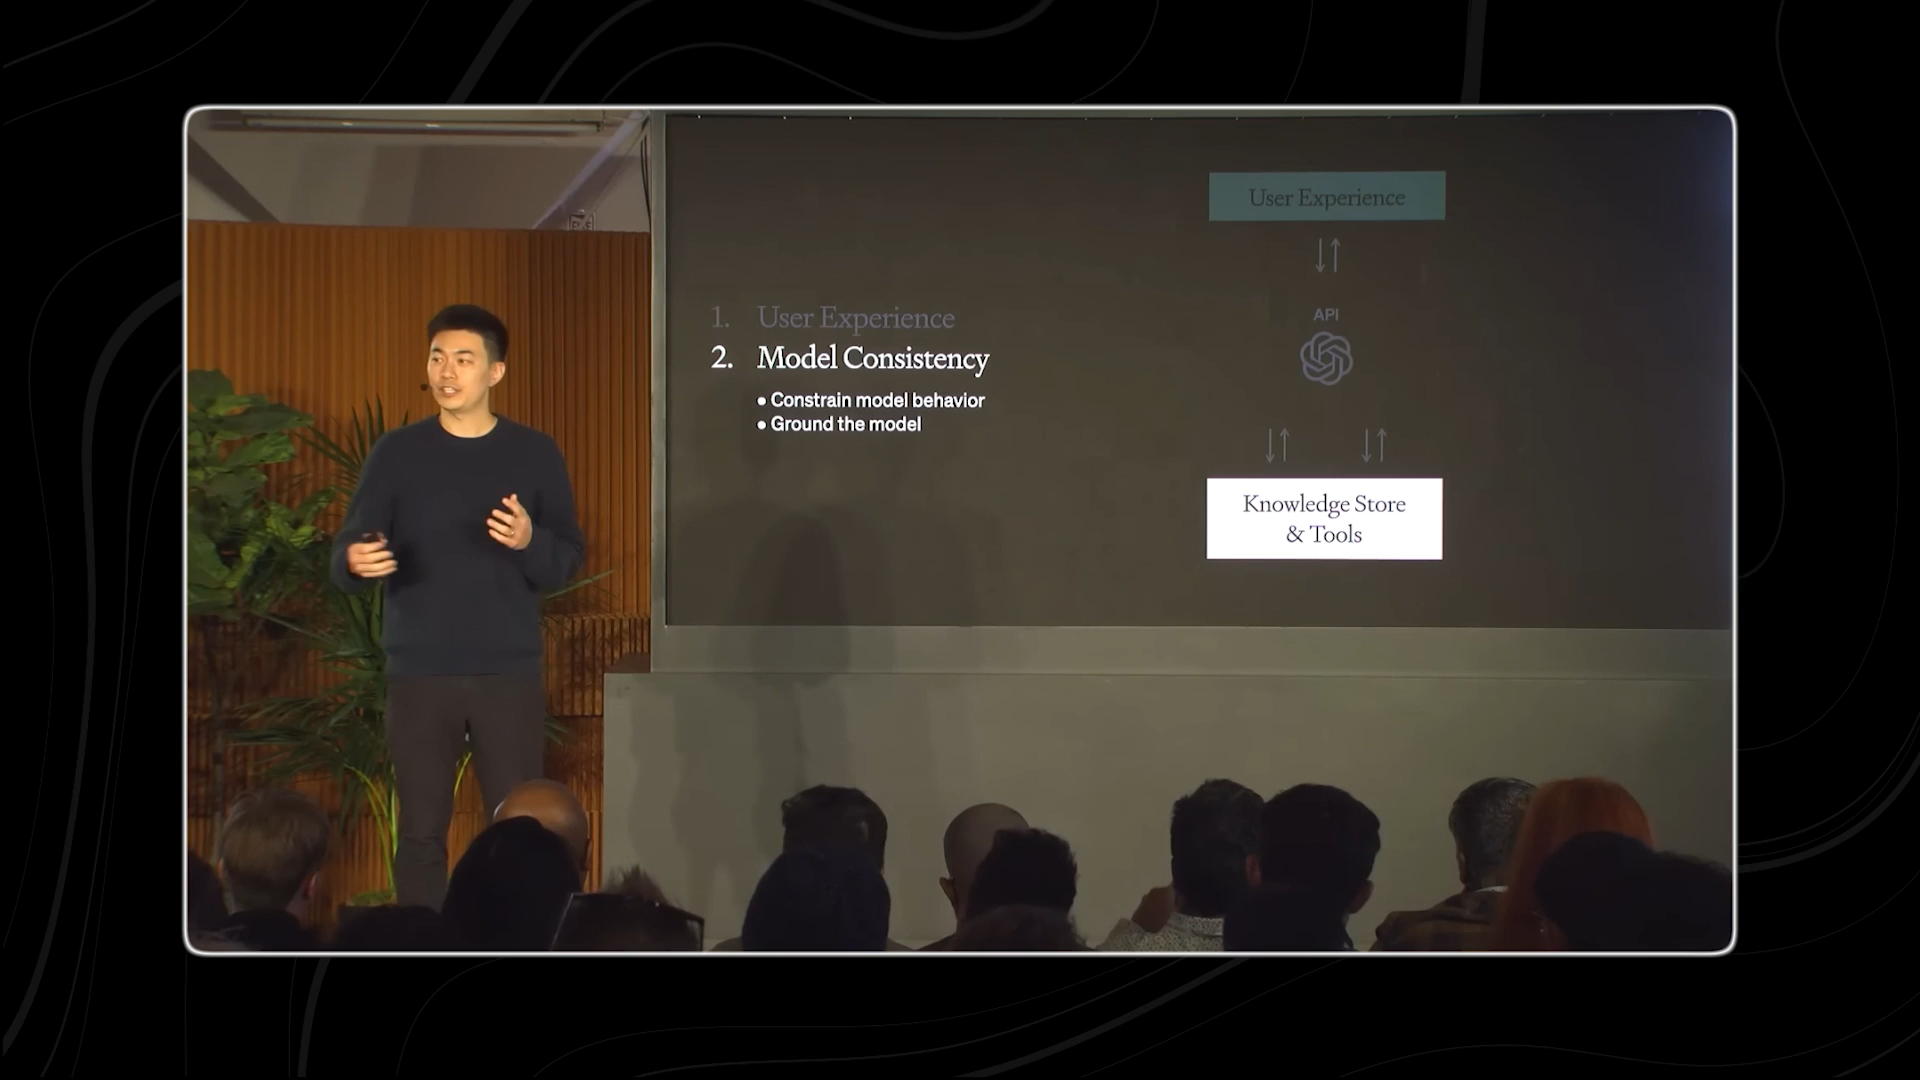 1. User Experience
2. Model Consistency
• Constrain model behavior
• Ground the model
User Experience
API
Knowledge Store
& Tools